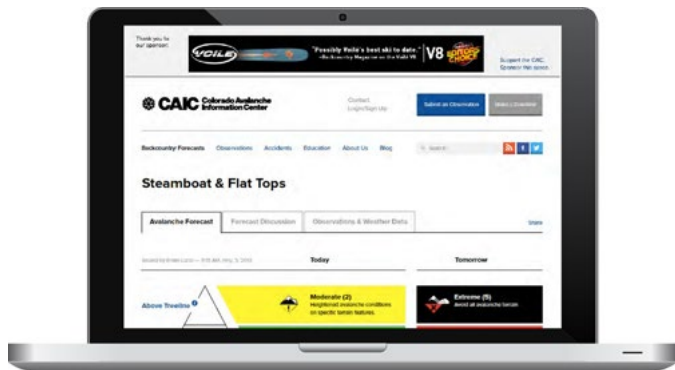 Thank you to
our sponsor:
VOILE
"Possibly Voile's best ski to date."
V8
EDITORS'
CHOICE
Support the CAIC.
Sponsor this space.
CAIC Colorado Avalanche
Information Center
Contact
Login/Sign Up
Submit an Observation
Backcountry Forecasts Observations Accidents Education About Us Blog
Steamboat & Flat Tops
Avalanche Forecast Forecast Discussion Observations & Weather Data
Share
Today Tomorrow
Above Treeline
Moderate (2)
Heightened avalanche conditions
on specific terrain features.
Extreme (5)
Avoid all avalanche terrain